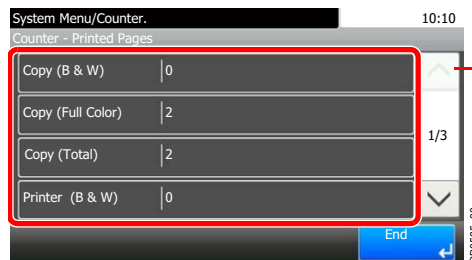 System Menu/Counter. 10:10
Counter - Printed Pages
Copy (B & W) 0
Copy (Full Color) 2
1/3
Copy (Total) 2
Printer (B & W) 0
End